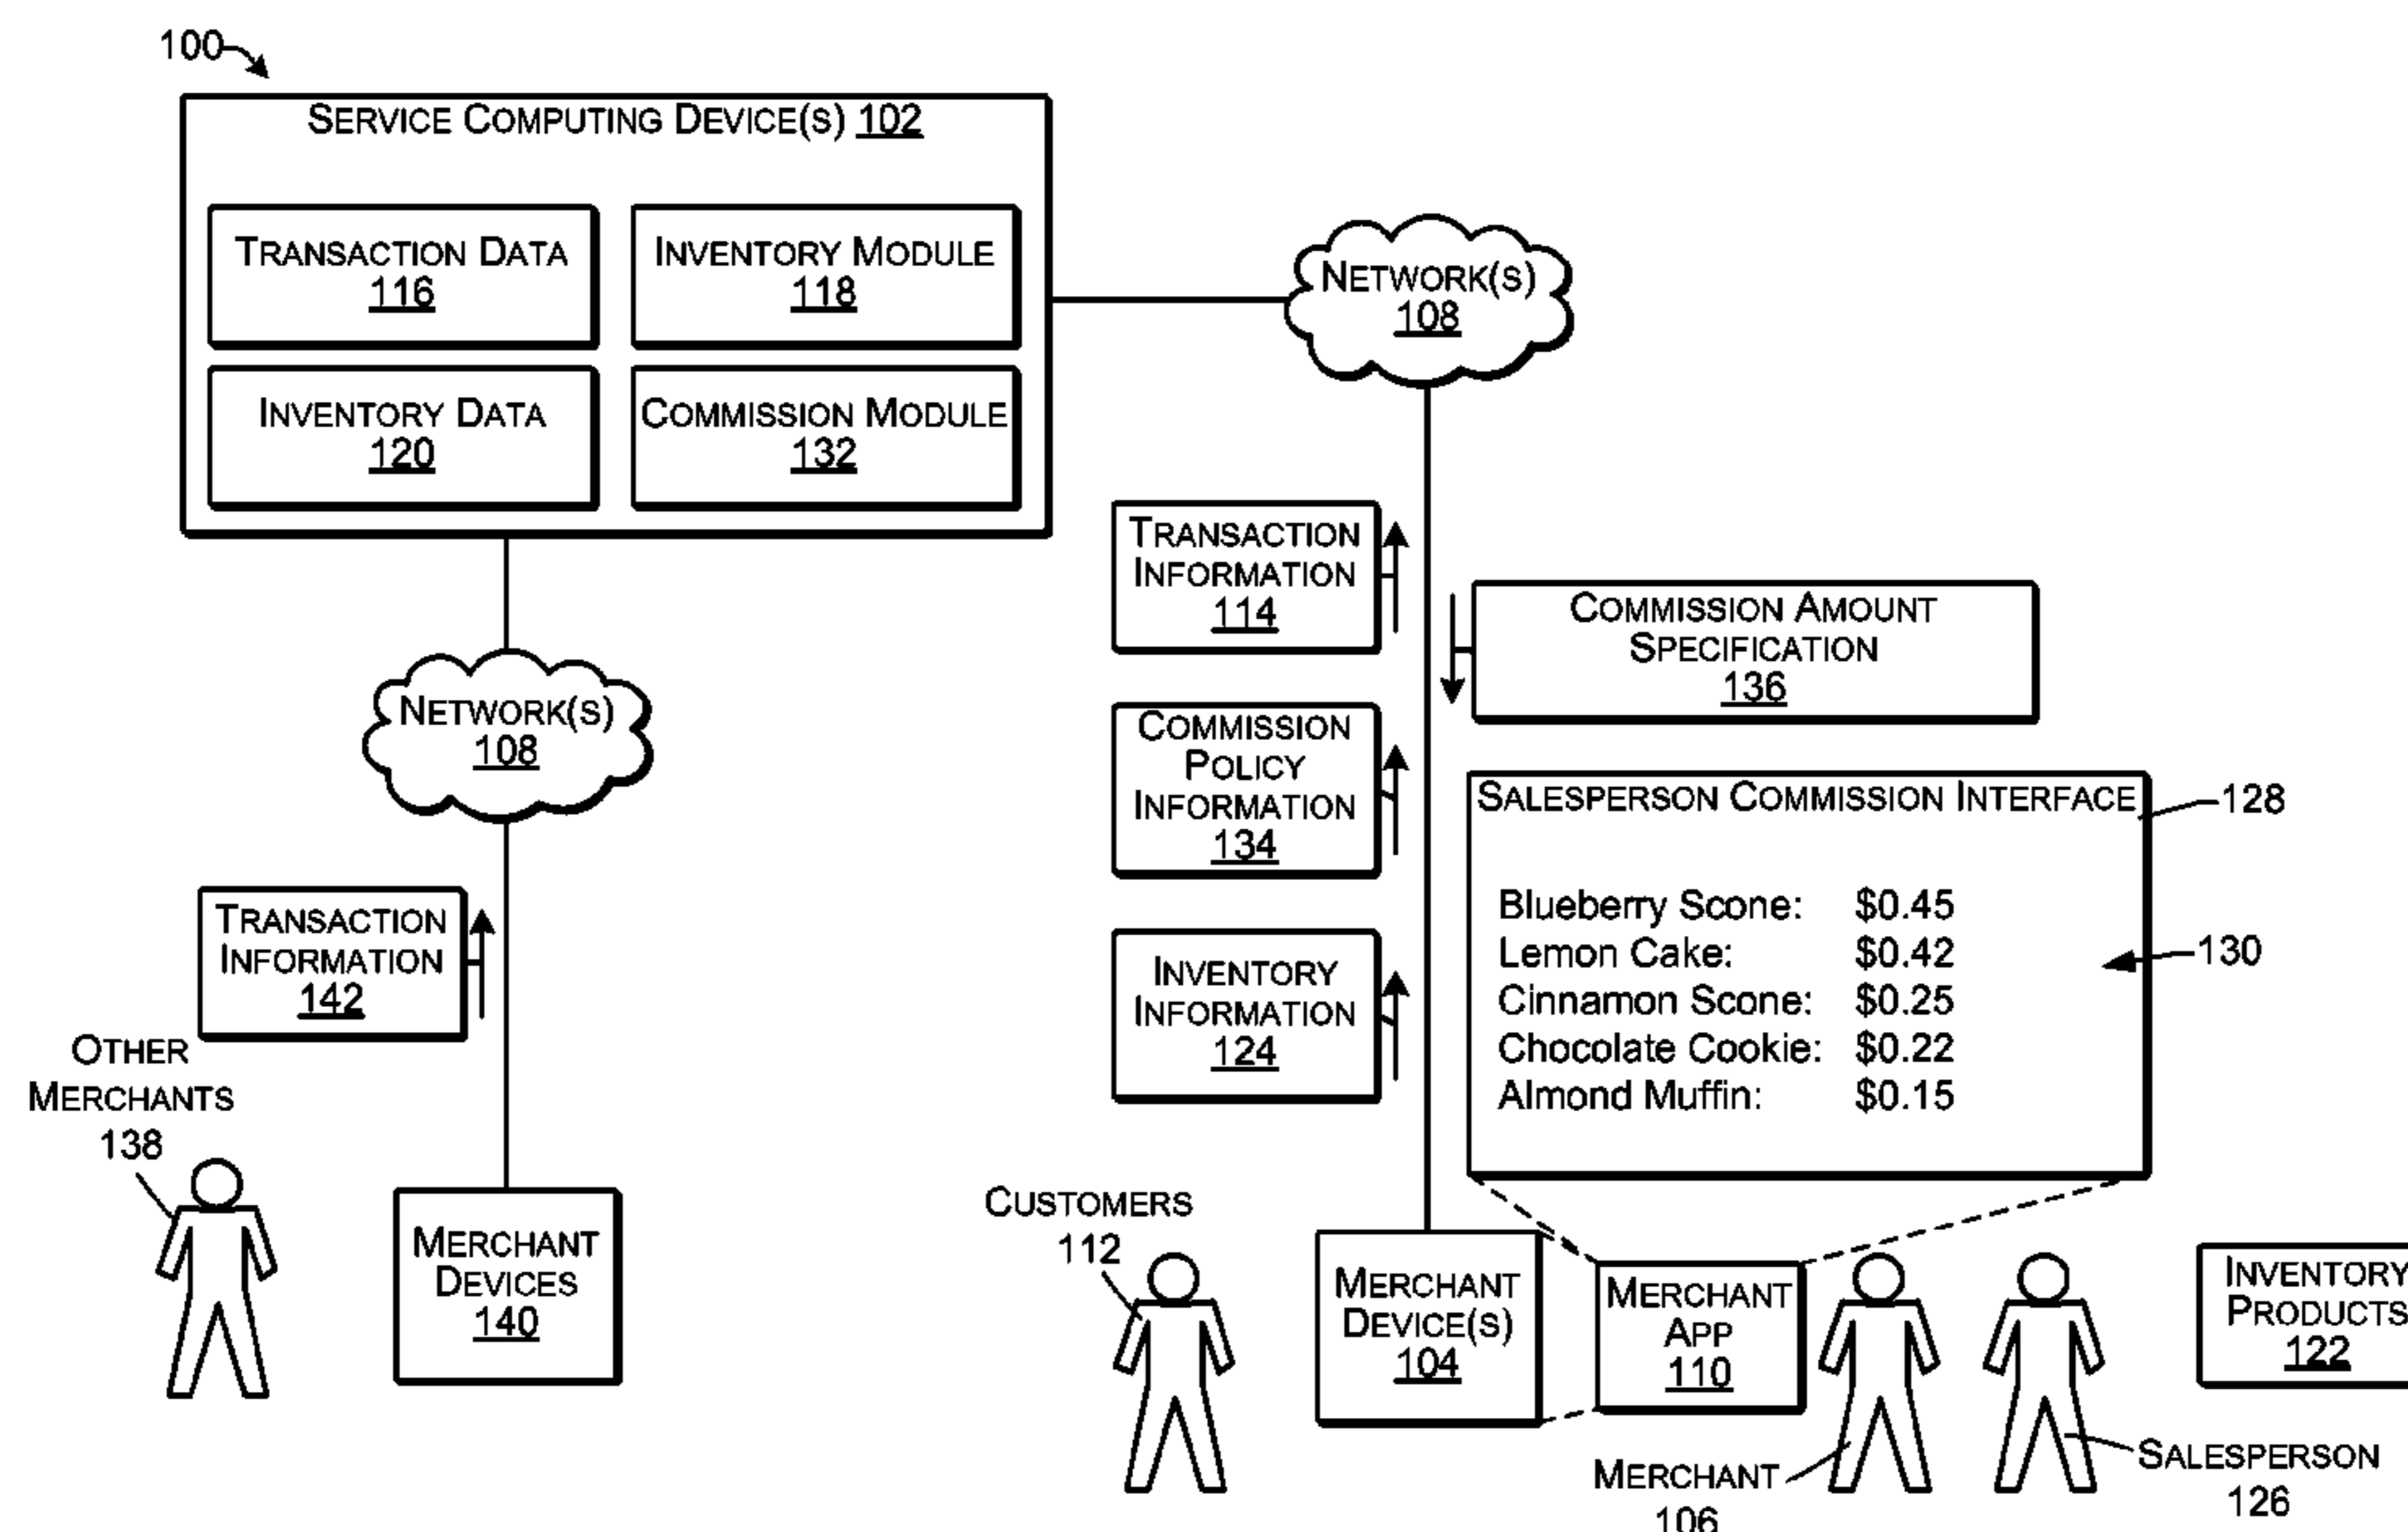 100
SERVICE COMPUTING DEVICE(S) 102
TRANSACTION DATA
116
INVENTORY MODULE
118
INVENTORY DATA
120
COMMISSION MODULE
132
NETWORK(S)
108
TRANSACTION
INFORMATION
114
COMMISSION AMOUNT
SPECIFICATION
136
NETWORK(S)
108
COMMISSION
POLICY
INFORMATION
134
SALESPERSON COMMISSION INTERFACE
128
Blueberry Scone: $0.45
Lemon Cake: $0.42
Cinnamon Scone: $0.25
Chocolate Cookie: $0.22
Almond Muffin: $0.15
130
TRANSACTION
INFORMATION
142
INVENTORY
INFORMATION
124
OTHER
MERCHANTS
138
MERCHANT
DEVICES
140
CUSTOMERS
112
MERCHANT
DEVICE(S)
104
MERCHANT
APP
110
INVENTORY
PRODUCTS
122
MERCHANT
106
SALESPERSON
126